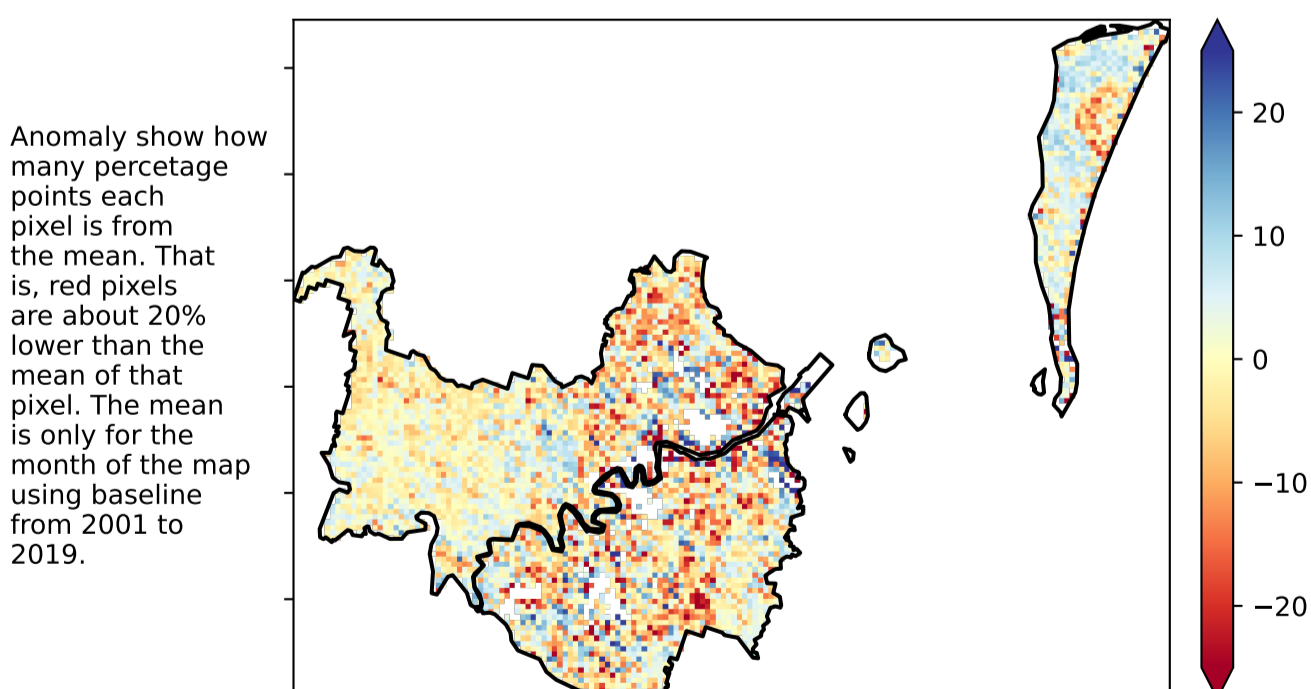 Anomaly show how
many percetage
points each
pixel is from
the mean. That
is, red pixels
are about 20%
lower than the
mean of that
pixel. The mean
is only for the
month of the map
using baseline
from 2001 to
2019.
20
10
0
−10
−20